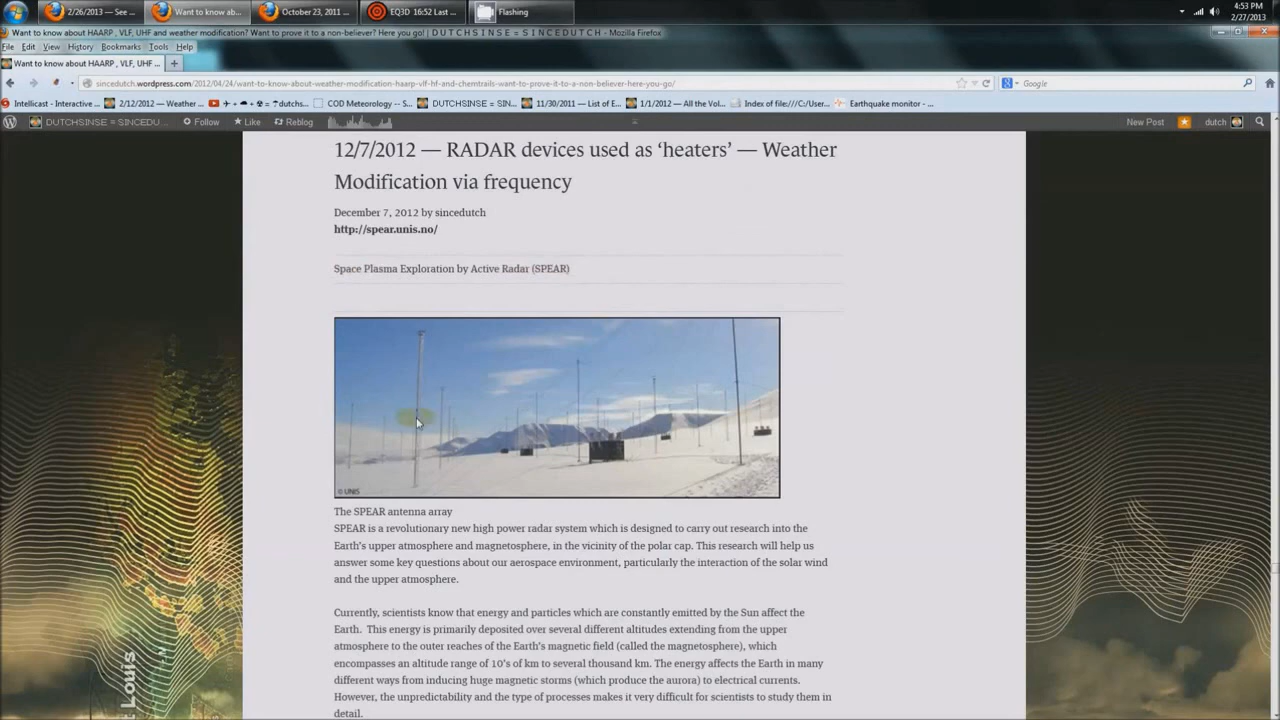 2/26/2013 — See ...
Want to know ab...
October 23, 2011 ...
EQ3D 16:52 Last ...
Flashing
4:53 PM
2/27/2013
Want to know about HAARP , VLF, UHF and weather modification? Want to prove it to a non-believer? Here you go! | D U T C H S I N S E = S I N C E D U T C H - Mozilla Firefox
File Edit View History Bookmarks Tools Help
Want to know about HAARP , VLF, UHF ...
sincedutch.wordpress.com/2012/04/24/want-to-know-about-weather-modification-haarp-vlf-hf-and-chemtrails-want-to-prove-it-to-a-non-believer-here-you-go/
Google
Intellicast - Interactive ...
2/12/2012 — Weather ...
COD Meteorology -- S...
DUTCHSINSE = SIN...
11/30/2011 — List of E...
1/1/2012 — All the Vol...
Index of file:///C:/User...
Earthquake monitor - ...
DUTCHSINSE = SINCEDU ...
Follow
Like
Reblog
New Post
dutch
12/7/2012 — RADAR devices used as ‘heaters’ — Weather
Modification via frequency
December 7, 2012 by sincedutch
http://spear.unis.no/
Space Plasma Exploration by Active Radar (SPEAR)
© UNIS
The SPEAR antenna array
SPEAR is a revolutionary new high power radar system which is designed to carry out research into the
Earth’s upper atmosphere and magnetosphere, in the vicinity of the polar cap. This research will help us
answer some key questions about our aerospace environment, particularly the interaction of the solar wind
and the upper atmosphere.
Currently, scientists know that energy and particles which are constantly emitted by the Sun affect the
Earth.  This energy is primarily deposited over several different altitudes extending from the upper
atmosphere to the outer reaches of the Earth’s magnetic field (called the magnetosphere), which
encompasses an altitude range of 10’s of km to several thousand km. The energy affects the Earth in many
different ways from inducing huge magnetic storms (which produce the aurora) to electrical currents.
However, the unpredictability and the type of processes makes it very difficult for scientists to study them in
detail.
Louis